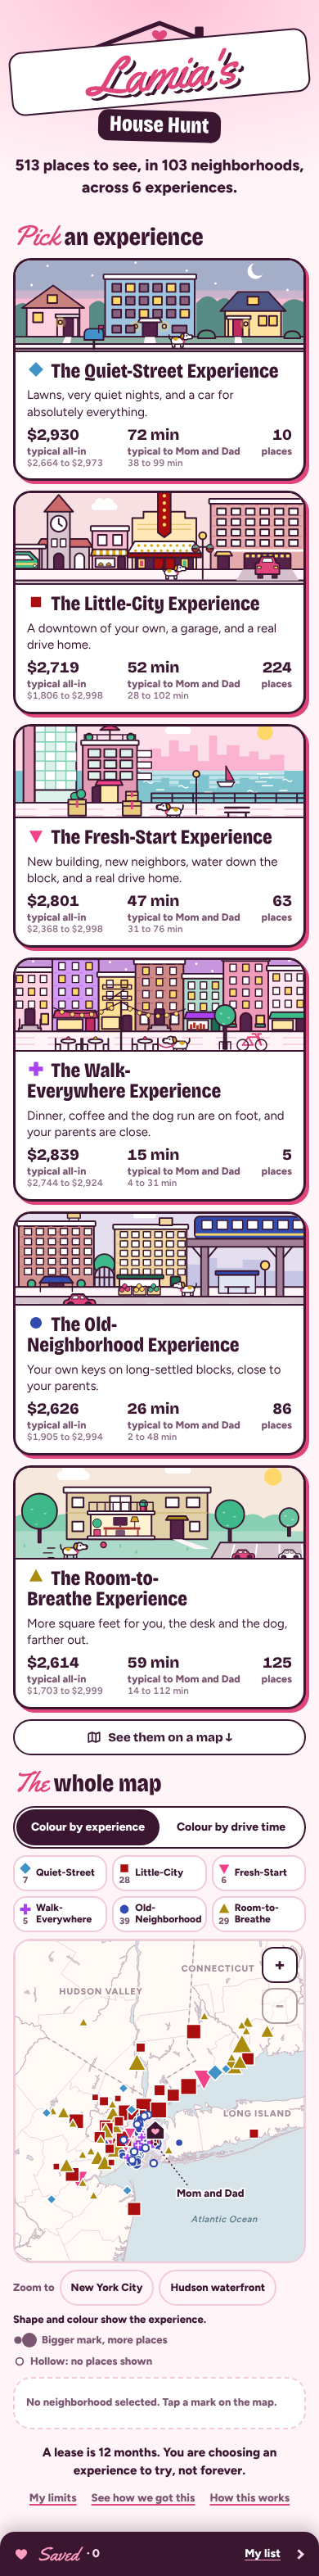 Lamia's
House Hunt
513 places to see, in 103 neighborhoods,
across 6 experiences.
Pick an experience
The Quiet-Street Experience
Lawns, very quiet nights, and a car for
absolutely everything.
$2,930 72 min 10
typical all-in typical to Mom and Dad places
$2,664 to $2,973 38 to 99 min
The Little-City Experience
A downtown of your own, a garage, and a real
drive home.
$2,719 52 min 224
typical all-in typical to Mom and Dad places
$1,806 to $2,998 28 to 102 min
The Fresh-Start Experience
New building, new neighbors, water down the
block, and a real drive home.
$2,801 47 min 63
typical all-in typical to Mom and Dad places
$2,368 to $2,998 31 to 76 min
The Walk-
Everywhere Experience
Dinner, coffee and the dog run are on foot, and
your parents are close.
$2,839 15 min 5
typical all-in typical to Mom and Dad places
$2,744 to $2,924 4 to 31 min
The Old-
Neighborhood Experience
Your own keys on long-settled blocks, close to
your parents.
$2,626 26 min 86
typical all-in typical to Mom and Dad places
$1,905 to $2,994 2 to 48 min
The Room-to-
Breathe Experience
More square feet for you, the desk and the dog,
farther out.
$2,614 59 min 125
typical all-in typical to Mom and Dad places
$1,703 to $2,999 14 to 112 min
See them on a map ↓
The whole map
Colour by experience Colour by drive time
Quiet-Street 7
Little-City 28
Fresh-Start 6
Walk-
Everywhere 5
Old-
Neighborhood 39
Room-to-
Breathe 29
+
−
CONNECTICUT
HUDSON VALLEY
LONG ISLAND
Mom and Dad
Atlantic Ocean
Zoom to New York City Hudson waterfront
Shape and colour show the experience.
Bigger mark, more places
Hollow: no places shown
No neighborhood selected. Tap a mark on the map.
A lease is 12 months. You are choosing an
experience to try, not forever.
My limits See how we got this How this works
Saved · 0 My list